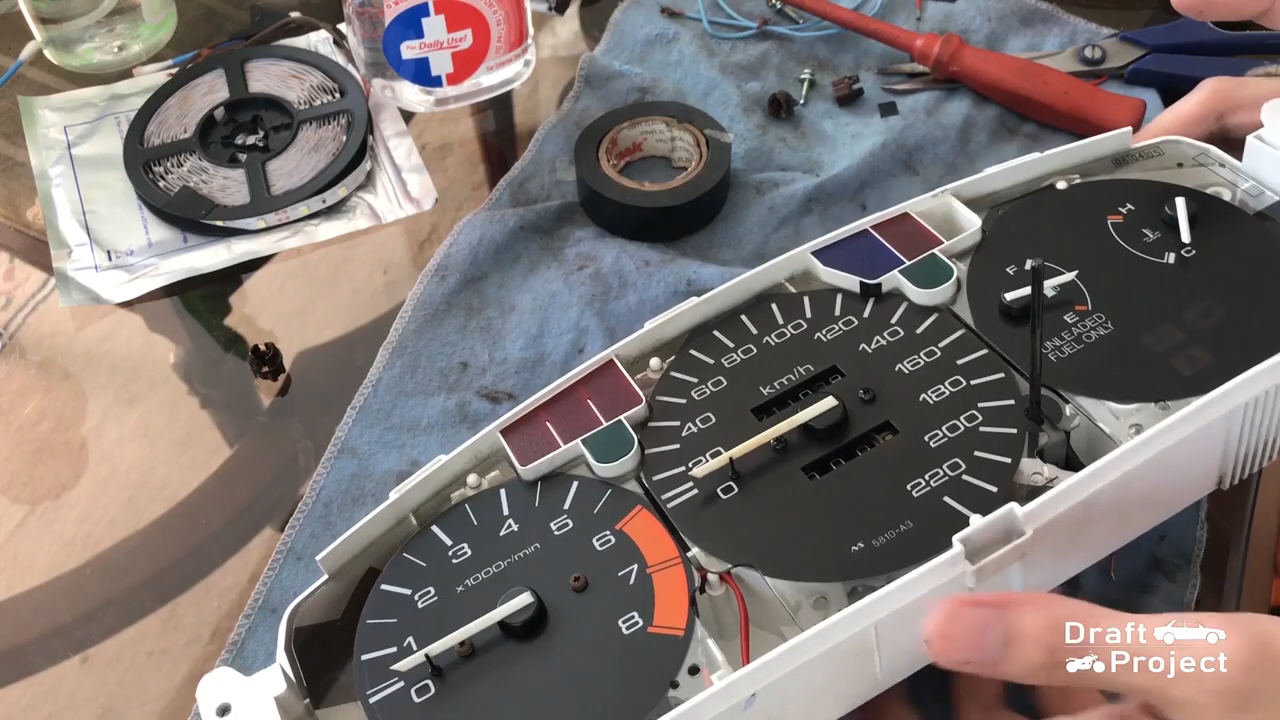 For Daily Use!
H
C
F
E
UNLEADED
FUEL ONLY
km/h
0
20
40
60
80
100
120
140
160
180
200
220
5810-A3
x1000r/min
0
1
2
3
4
5
6
7
8
Draft
Project